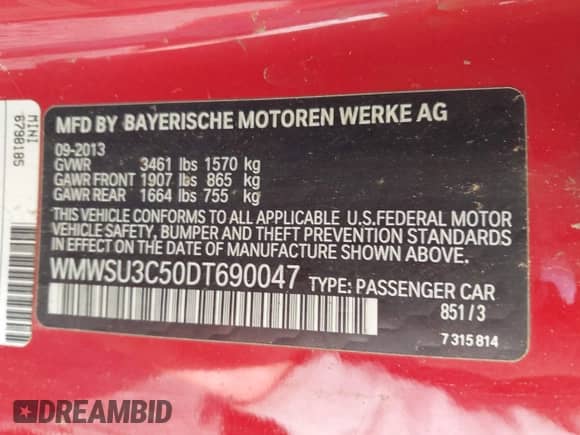 MINI
6790185
MFD BY BAYERISCHE MOTOREN WERKE AG
09-2013
GVWR 3461 lbs 1570 kg
GAWR FRONT 1907 lbs 865 kg
GAWR REAR 1664 lbs 755 kg
THIS VEHICLE CONFORMS TO ALL APPLICABLE U.S.FEDERAL MOTOR
VEHICLE SAFETY, BUMPER AND THEFT PREVENTION STANDARDS
IN EFFECT ON THE DATE OF MANUFACTURE SHOWN ABOVE.
WMWSU3C50DT690047 TYPE: PASSENGER CAR
851/3
7 315 814
DREAMBID